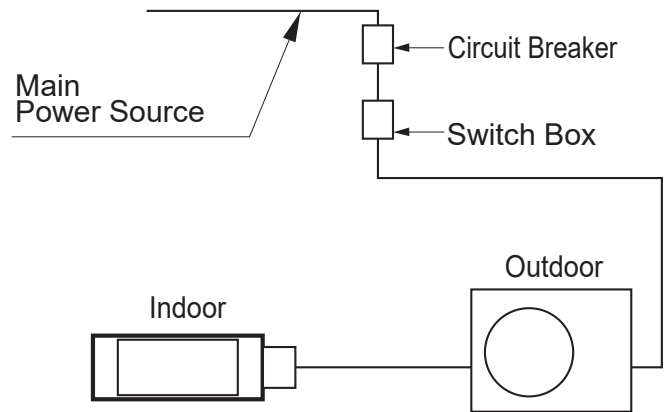 Circuit Breaker
Main
Power Source
Switch Box
Outdoor
Indoor